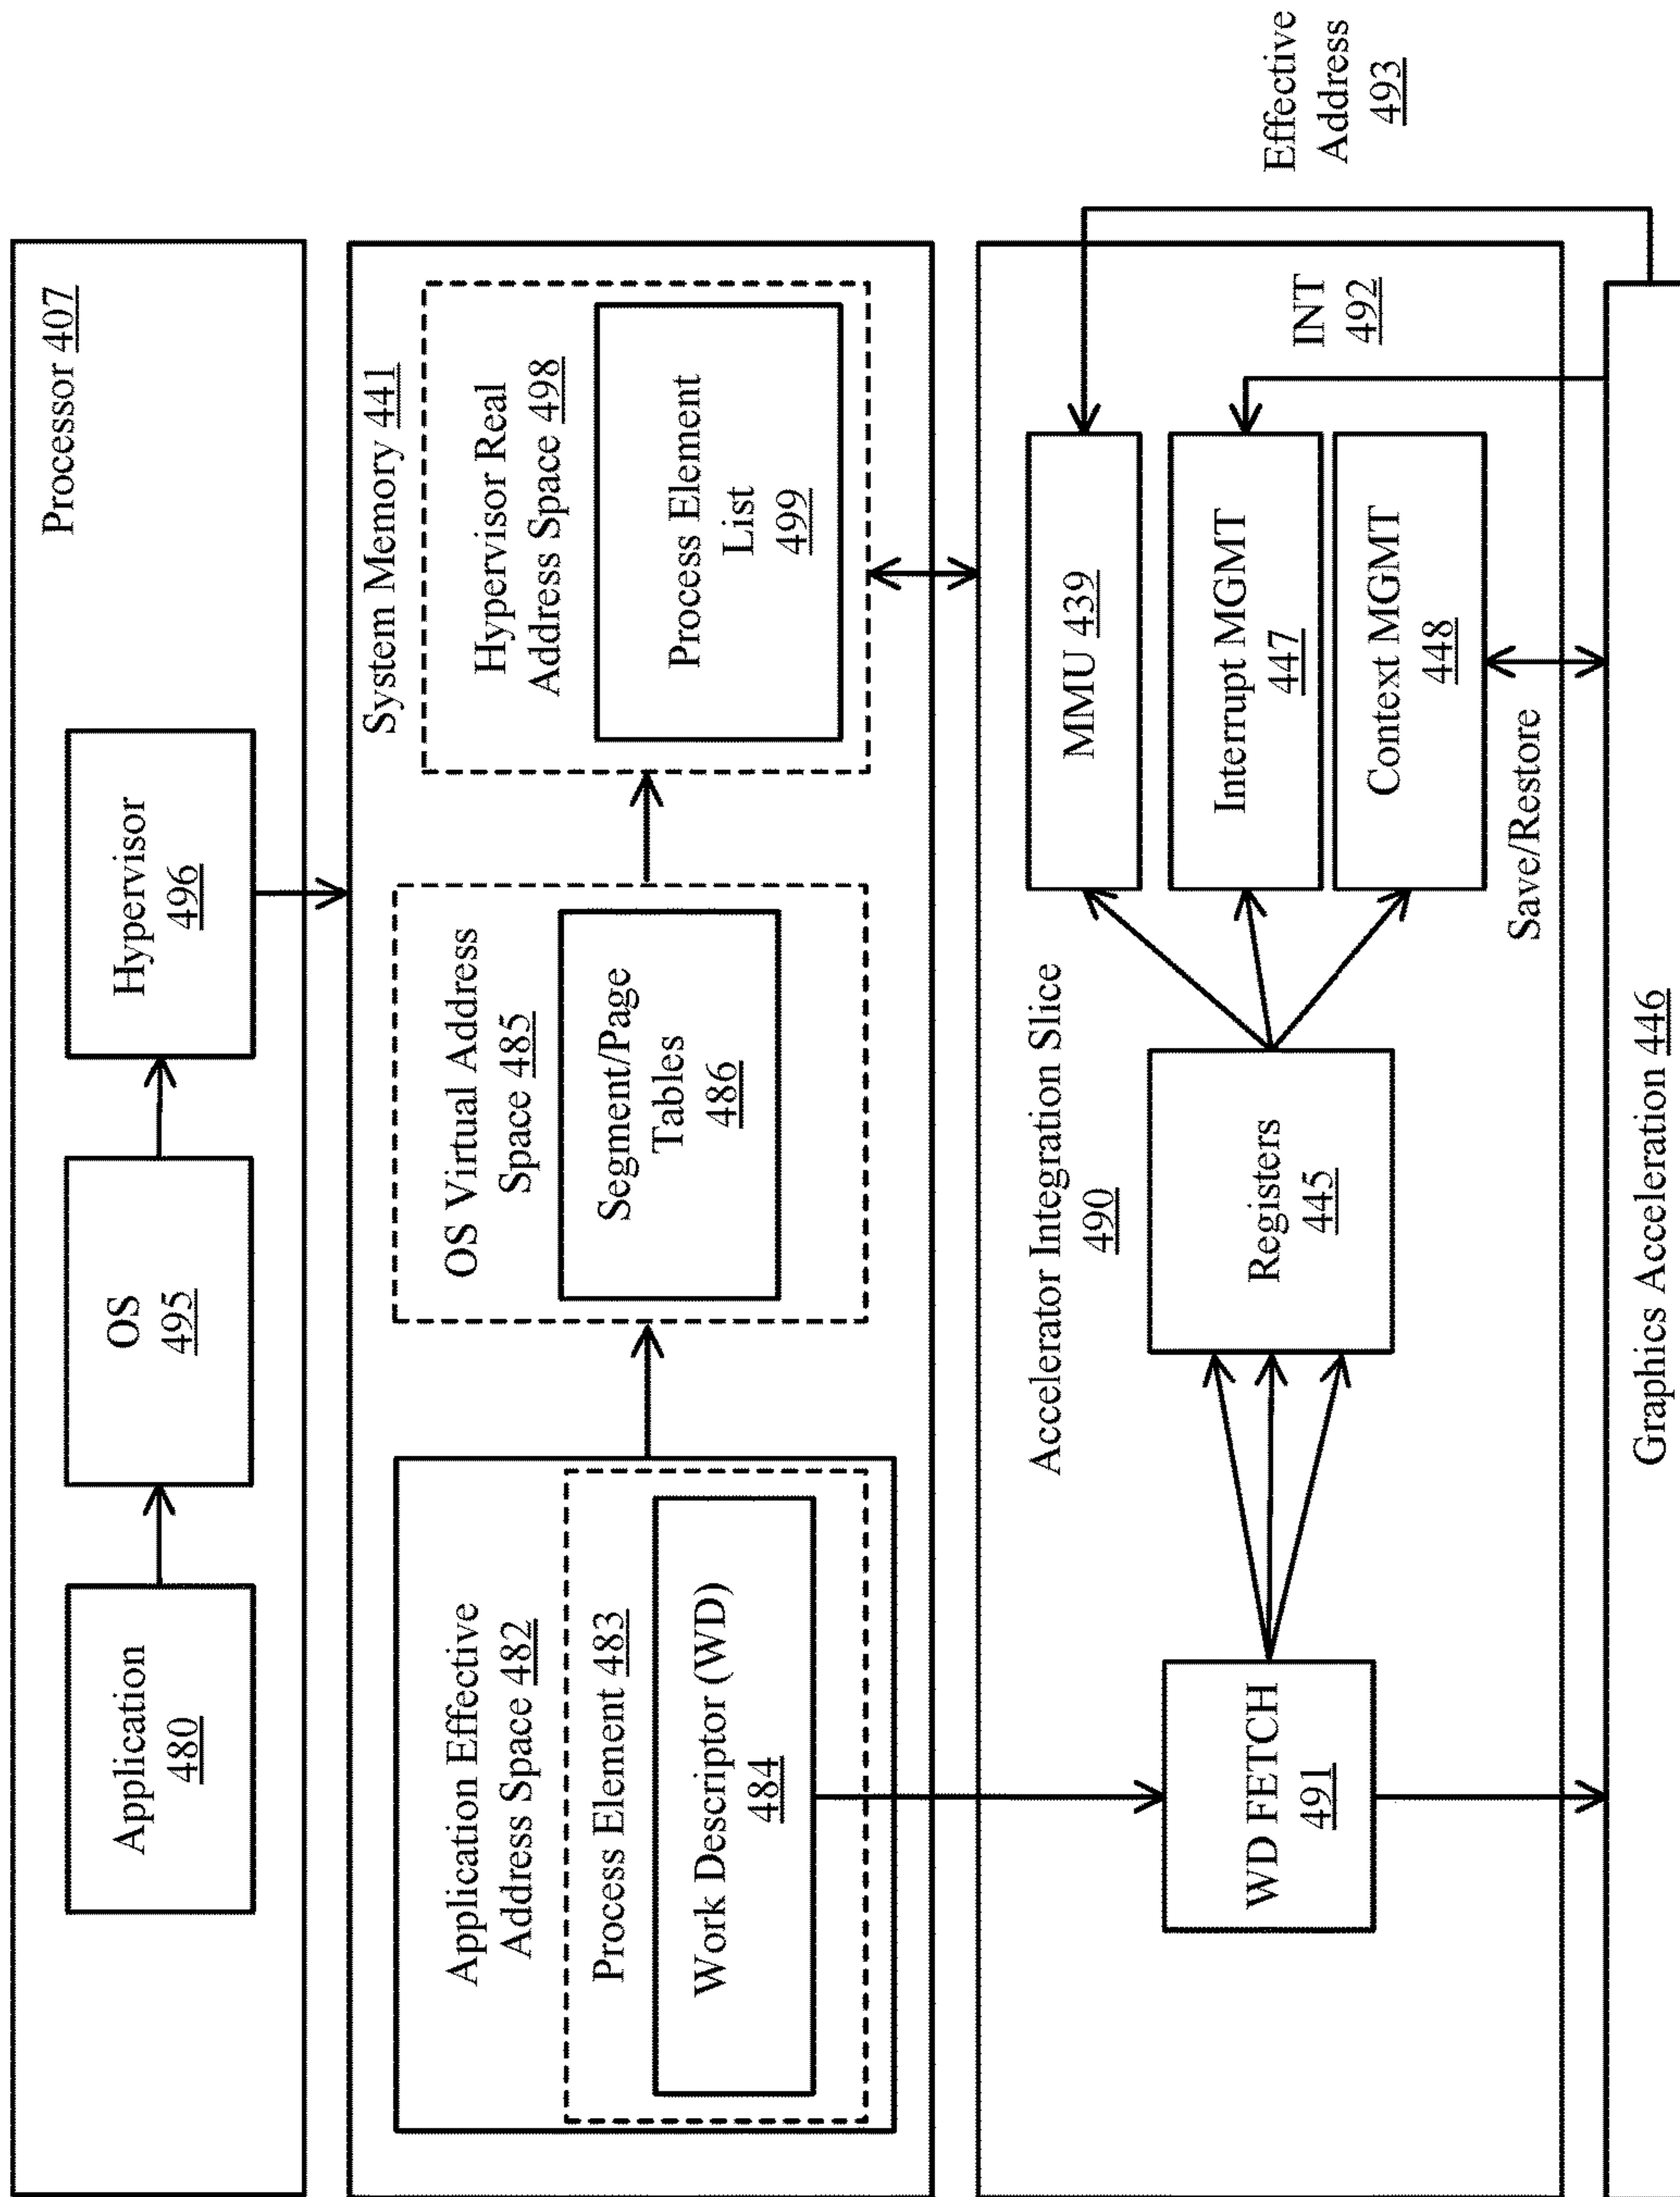 Processor 407
Application
480
OS
495
Hypervisor
496
System Memory 441
Application Effective
Address Space 482
Process Element 483
Work Descriptor (WD)
484
OS Virtual Address
Space 485
Segment/Page
Tables
486
Hypervisor Real
Address Space 498
Process Element
List
499
Accelerator Integration Slice
490
WD FETCH
491
Registers
445
MMU 439
Interrupt MGMT
447
Context MGMT
448
INT
492
Effective
Address
493
Save/Restore
Graphics Acceleration 446